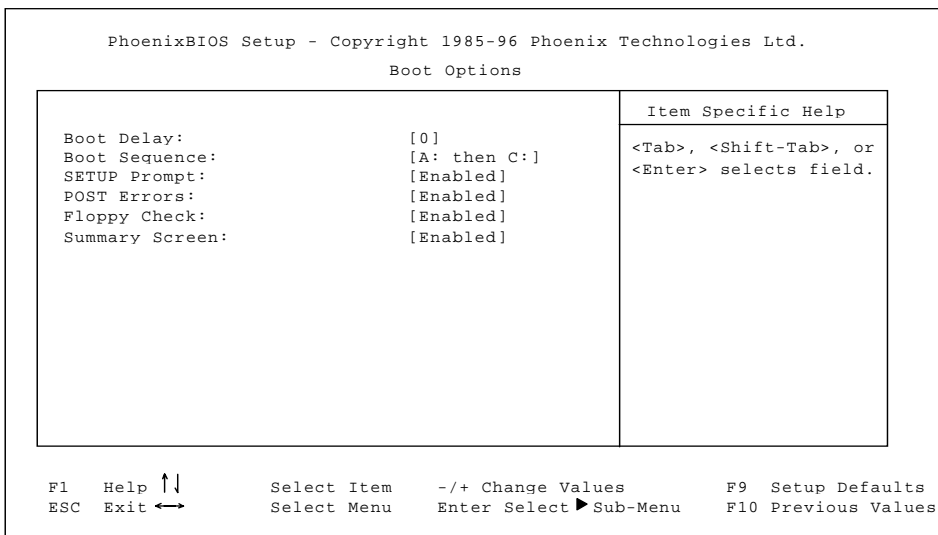 PhoenixBIOS Setup - Copyright 1985-96 Phoenix Technologies Ltd.
Boot Options
Item Specific Help
Boot Delay: [0]
Boot Sequence: [A: then C:]
SETUP Prompt: [Enabled]
POST Errors: [Enabled]
Floppy Check: [Enabled]
Summary Screen: [Enabled]
<Tab>, <Shift-Tab>, or
<Enter> selects field.
F1 Help ↑↓ Select Item -/+ Change Values F9 Setup Defaults
ESC Exit ↔ Select Menu Enter Select ▶ Sub-Menu F10 Previous Values